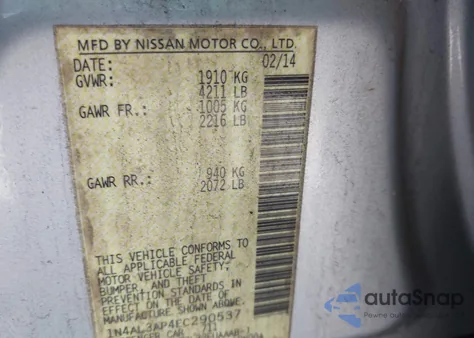 MFD BY NISSAN MOTOR CO., LTD.
DATE: 02/14
GVWR: 1910 KG
4211 LB
GAWR FR.: 1005 KG
2216 LB
GAWR RR.: 940 KG
2072 LB
THIS VEHICLE CONFORMS TO
ALL APPLICABLE FEDERAL
MOTOR VEHICLE SAFETY,
BUMPER, AND THEFT
PREVENTION STANDARDS IN
EFFECT ON THE DATE OF
MANUFACTURE SHOWN ABOVE.
1N4AL3AP4EC290537
CAR
autoSnap